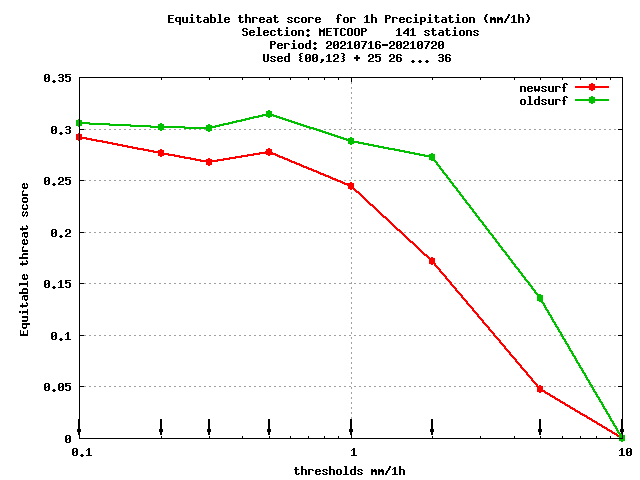 Equitable threat score  for 1h Precipitation (mm/1h)
Selection: METCOOP    141 stations
Period: 20210716-20210720
Used {00,12} + 25 26 ... 36
newsurf
oldsurf
0.35
0.3
0.25
0.2
0.15
0.1
0.05
0
Equitable threat score
0.1
1
10
thresholds mm/1h